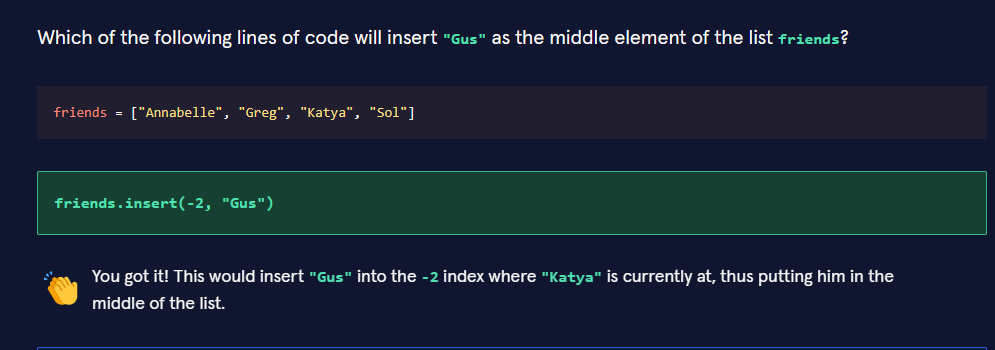 Which of the following lines of code will insert "Gus" as the middle element of the list friends?
friends = ["Annabelle", "Greg", "Katya", "Sol"]
friends.insert(-2, "Gus")
You got it! This would insert "Gus" into the -2 index where "Katya" is currently at, thus putting him in the
middle of the list.